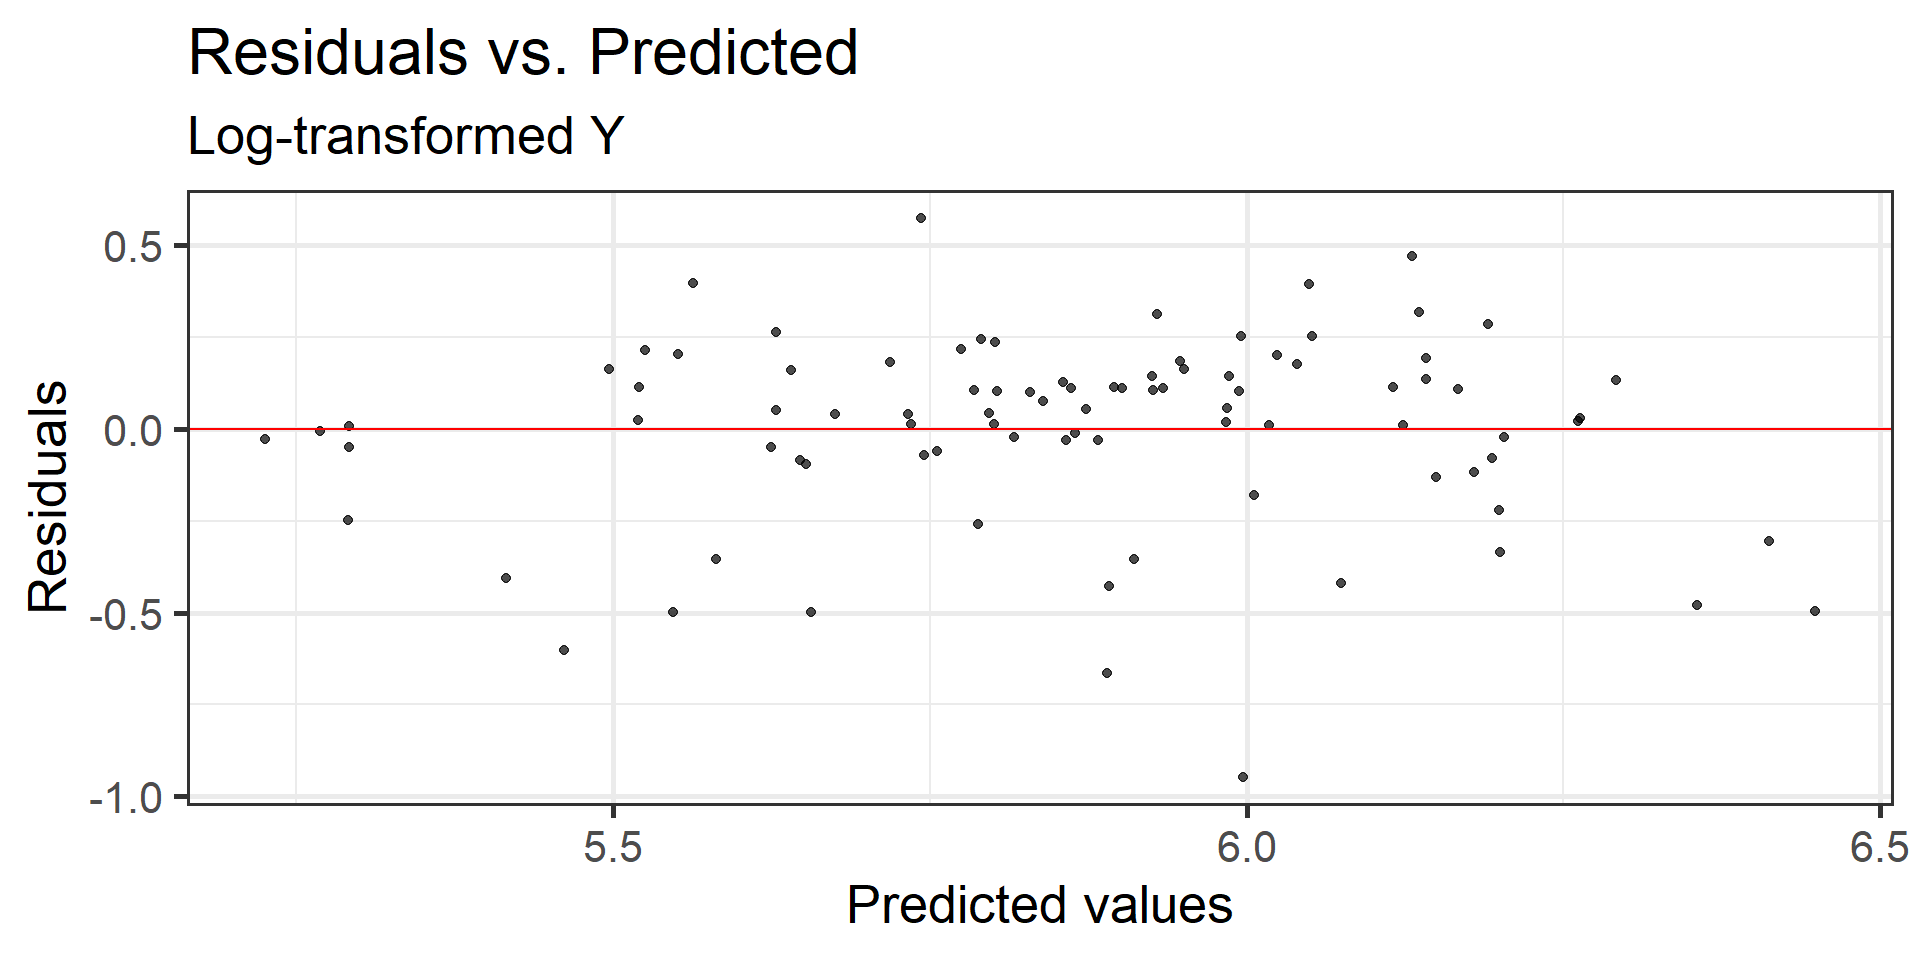 Residuals vs. Predicted
Log-transformed Y
Residuals
0.5
0.0
-0.5
-1.0
5.5
6.0
6.5
Predicted values